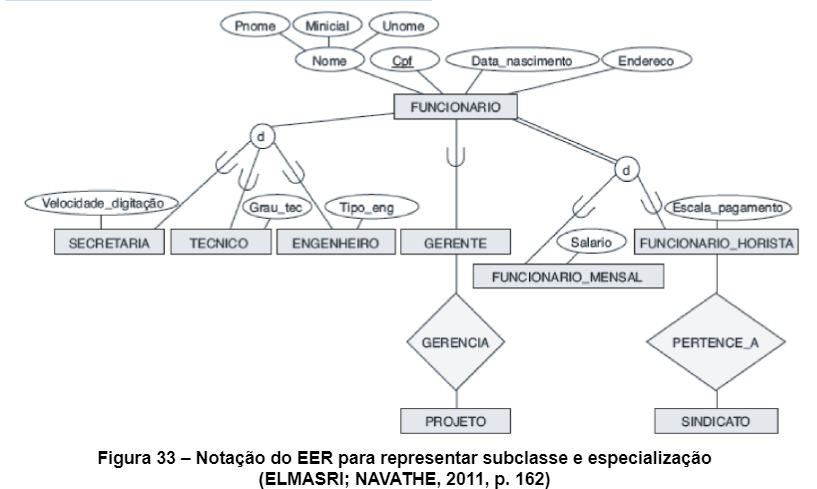 Pnome Minicial Unome
Nome Cpf Data_nascimento Endereco
FUNCIONARIO
d
d
Velocidade_digitação Grau_tec Tipo_eng Escala_pagamento
SECRETARIA TECNICO ENGENHEIRO GERENTE Salario FUNCIONARIO_HORISTA
FUNCIONARIO_MENSAL
GERENCIA PERTENCE_A
PROJETO SINDICATO
Figura 33 – Notação do EER para representar subclasse e especialização
(ELMASRI; NAVATHE, 2011, p. 162)